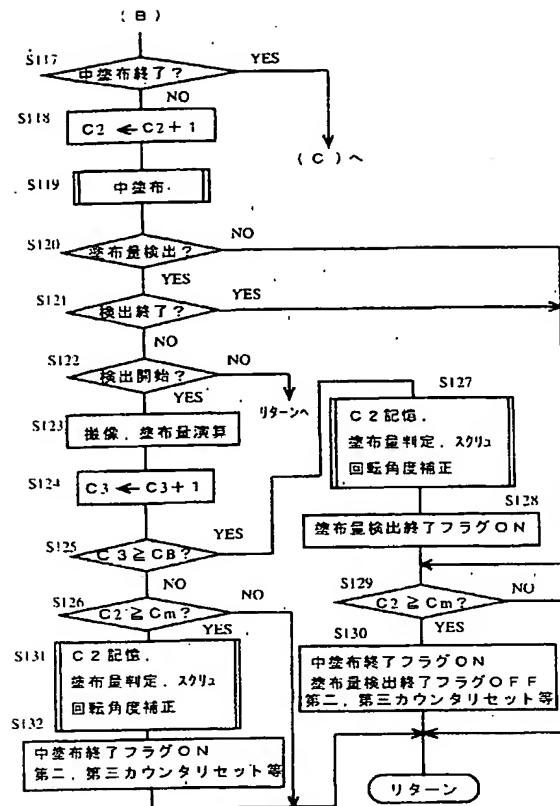 (B)
S117
中塗布終了？
YES
NO
S118
C2 ← C2＋1
(C)へ
S119
中塗布
S120
塗布量検出？
NO
YES
S121
検出終了？
YES
NO
S122
検出開始？
NO
YES
リターンへ
S123
撮像、塗布量演算
S124
C3 ← C3＋1
S125
C3≧CB？
YES
NO
S126
C2≧Cm？
NO
YES
S131
C2記憶、
塗布量判定、スクリュ
回転角度補正
S132
中塗布終了フラグON
第二、第三カウンタリセット等
S127
C2記憶、
塗布量判定、スクリュ
回転角度補正
S128
塗布量検出終了フラグON
S129
C2≧Cm？
NO
YES
S130
中塗布終了フラグON
塗布量検出終了フラグOFF
第二、第三カウンタリセット等
リターン